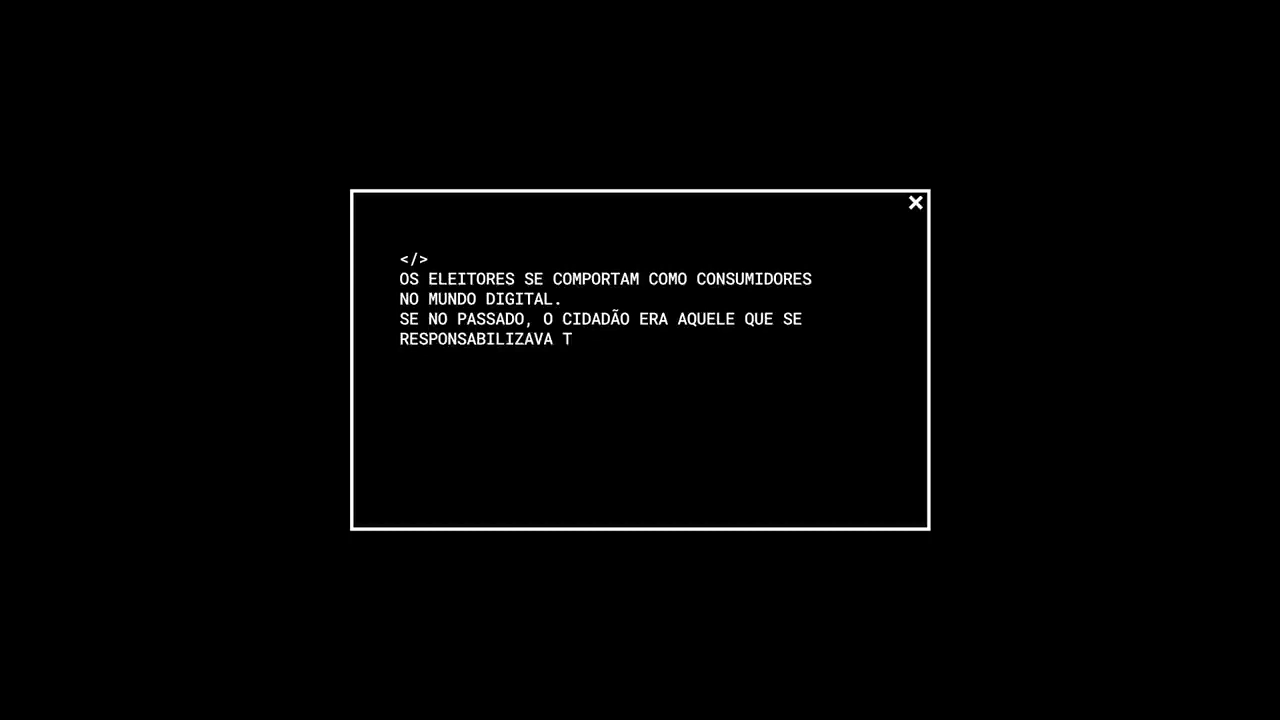 </>
OS ELEITORES SE COMPORTAM COMO CONSUMIDORES
NO MUNDO DIGITAL.
SE NO PASSADO, O CIDADÃO ERA AQUELE QUE SE
RESPONSABILIZAVA T